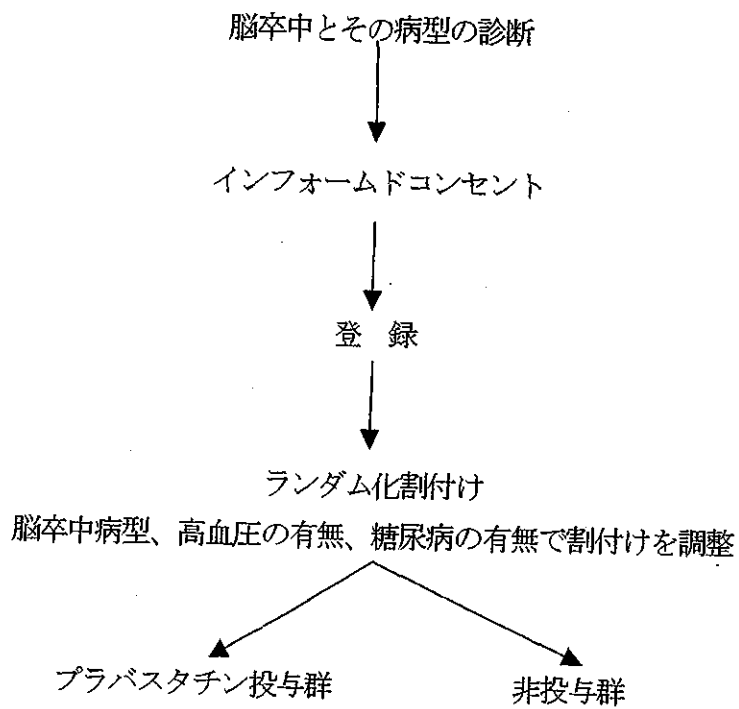 脳卒中とその病型の診断
インフォームドコンセント
登 録
ランダム化割付け
脳卒中病型、高血圧の有無、糖尿病の有無で割付けを調整
プラバスタチン投与群
非投与群